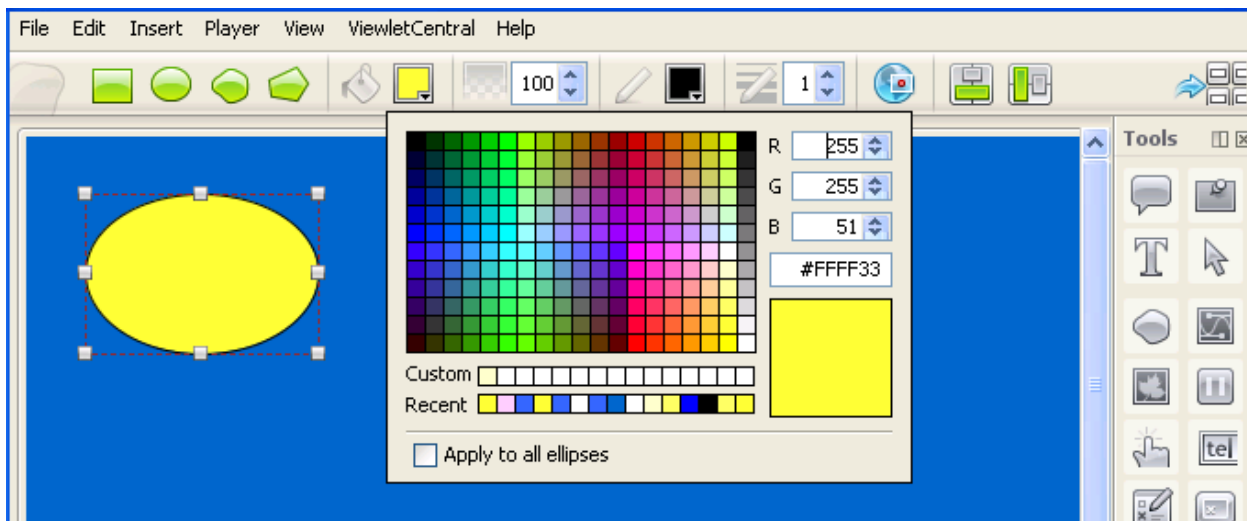 File Edit Insert Player View ViewletCentral Help
100 1
Tools
R 255
G 255
B 51
#FFFF33
T
tel
Custom
Recent
Apply to all ellipses